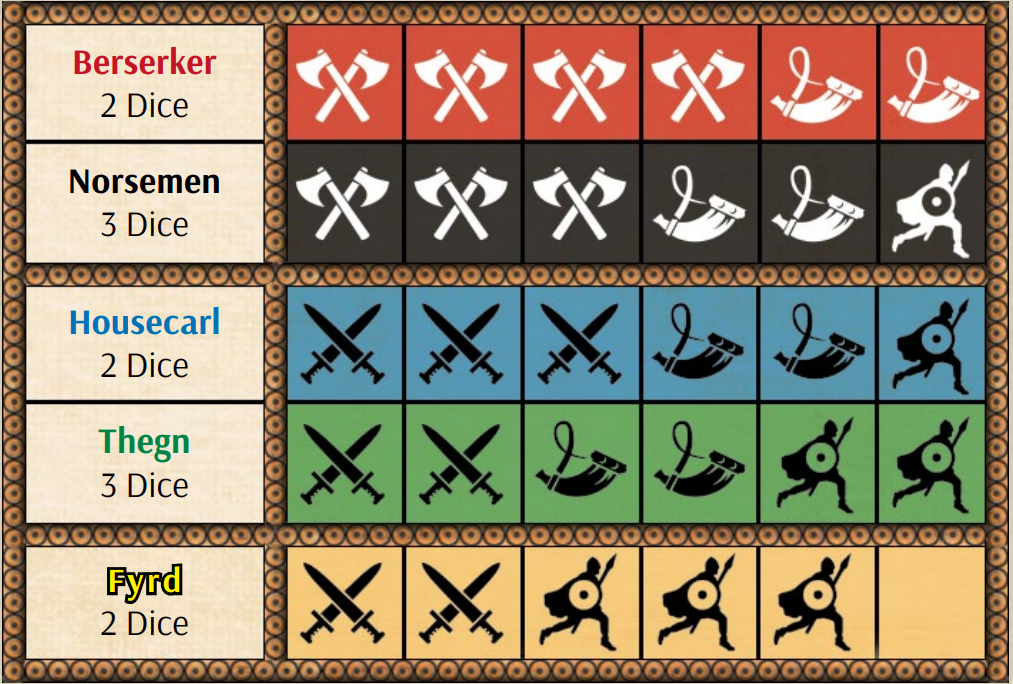 Berserker
2 Dice
Norsemen
3 Dice
Housecarl
2 Dice
Thegn
3 Dice
Fyrd
2 Dice